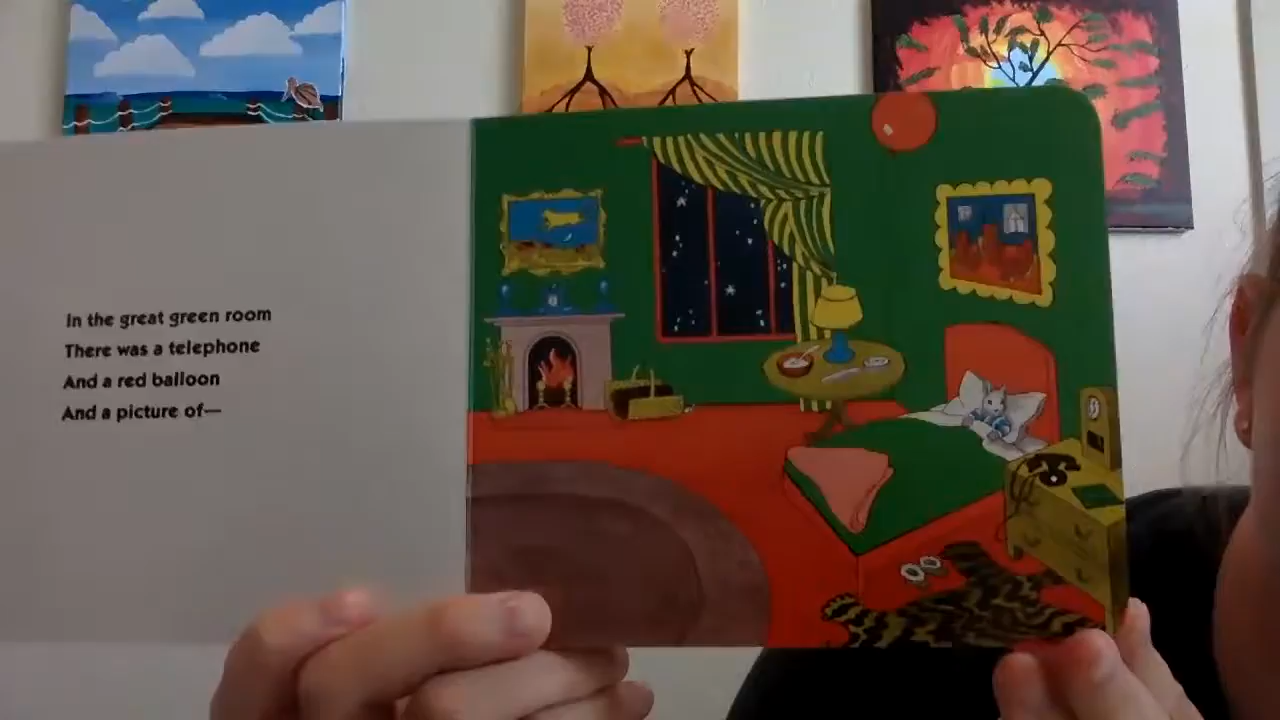 In the great green room
There was a telephone
And a red balloon
And a picture of—